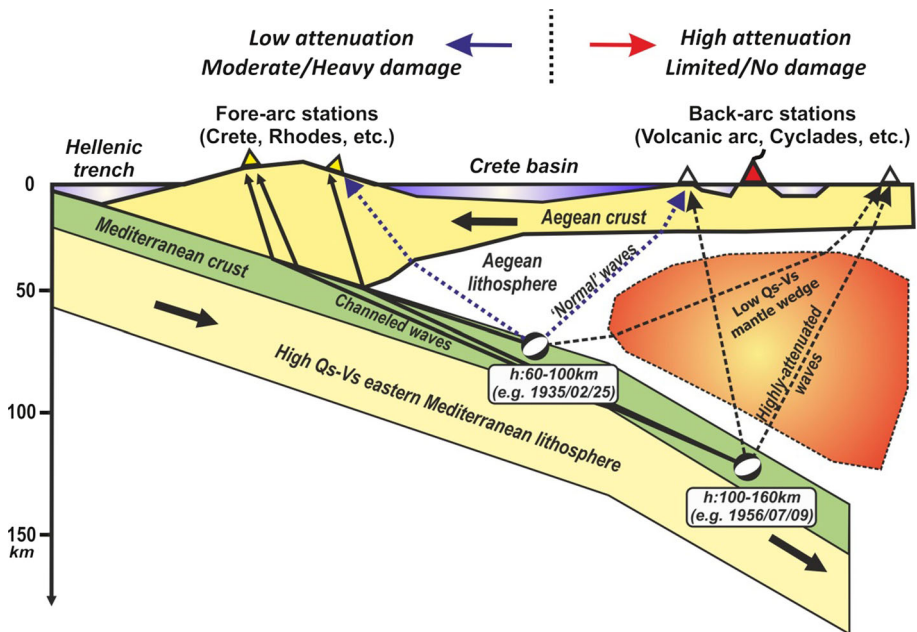 Low attenuation
Moderate/Heavy damage
High attenuation
Limited/No damage
Fore-arc stations
(Crete, Rhodes, etc.)
Back-arc stations
(Volcanic arc, Cyclades, etc.)
Hellenic
trench
Crete basin
0
50
100
150
km
Mediterranean crust
Aegean crust
Aegean
lithosphere
'Normal' waves
Channeled waves
Low Qs-Vs
mantle wedge
Highly-attenuated
waves
High Qs-Vs eastern Mediterranean lithosphere
h:60-100km
(e.g. 1935/02/25)
h:100-160km
(e.g. 1956/07/09)